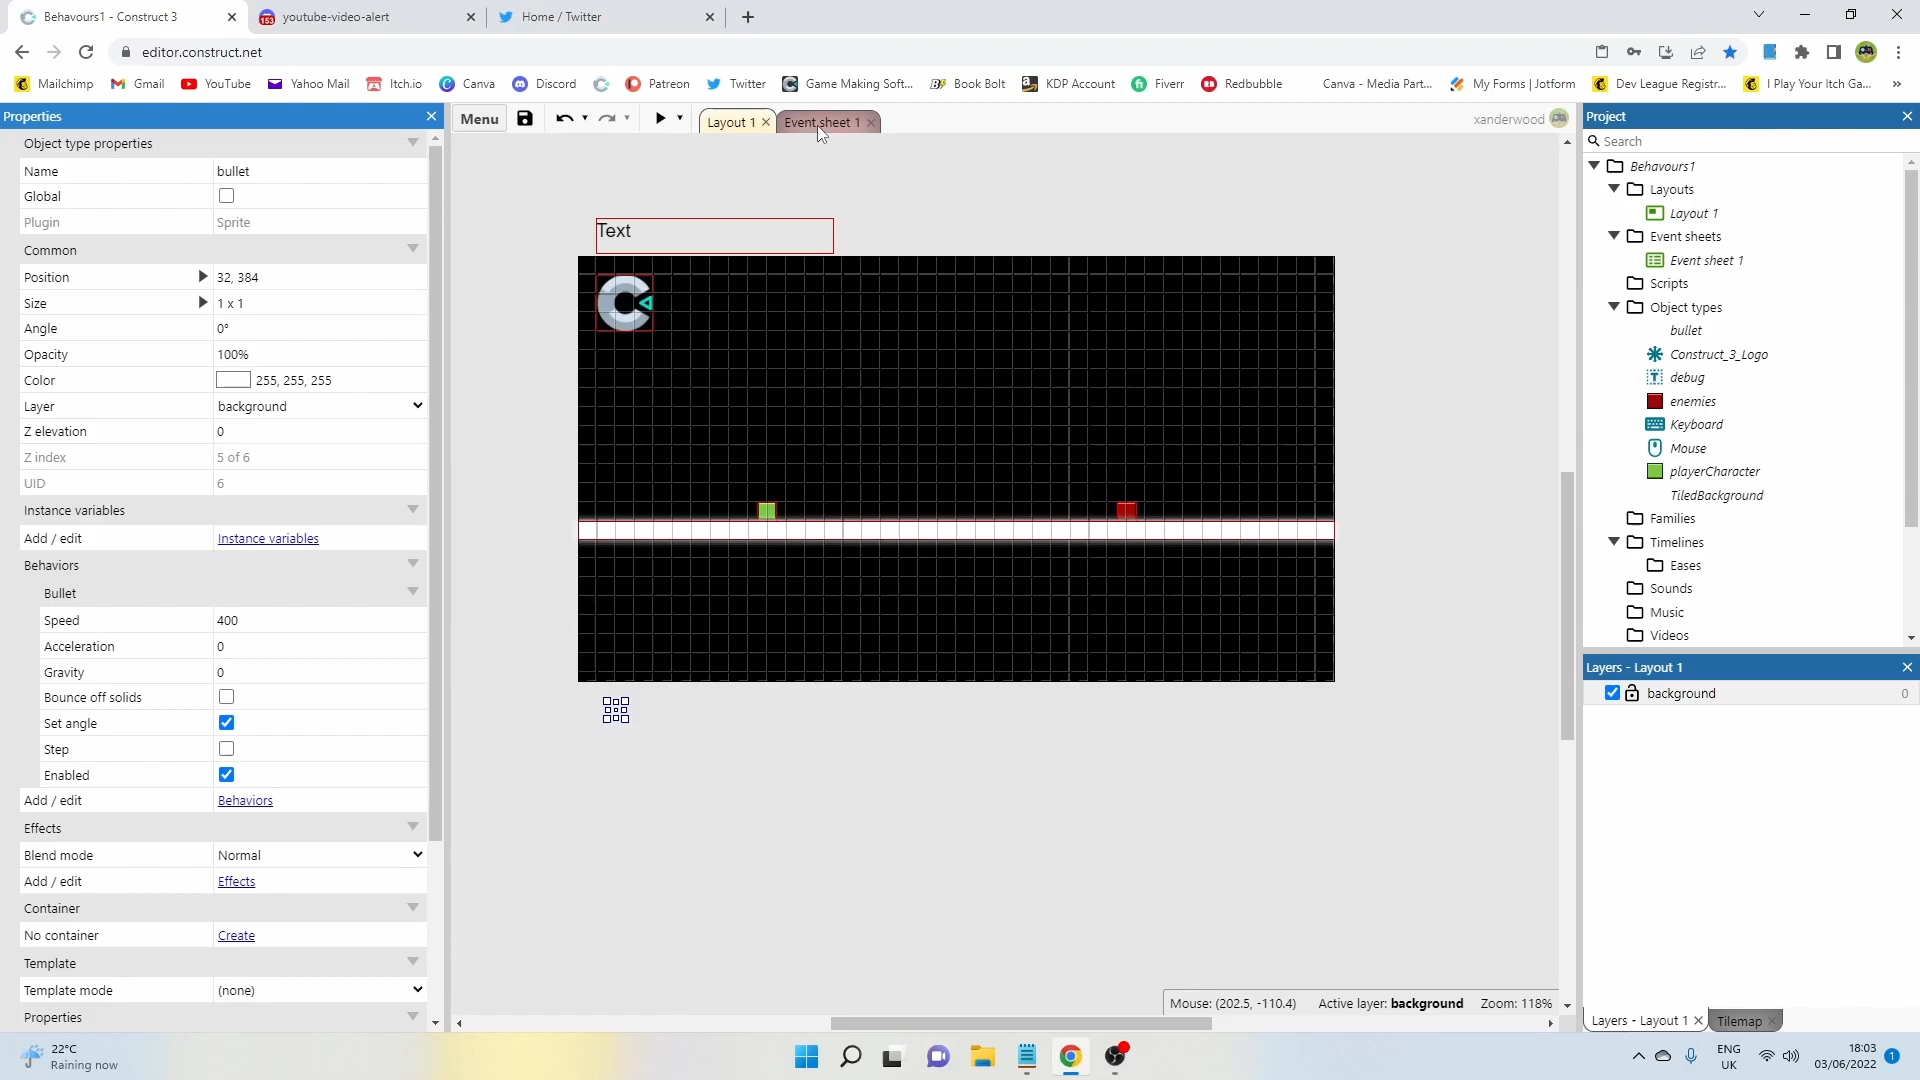 Behavours1 - Construct 3
153
youtube-video-alert
Home / Twitter
editor.construct.net
Mailchimp
Gmail
YouTube
Yahoo Mail
Itch.io
Canva
Discord
Patreon
Twitter
Game Making Soft...
Book Bolt
KDP Account
Fiverr
Redbubble
Canva - Media Part...
My Forms | Jotform
Dev League Registr...
I Play Your Itch Ga...
Properties
Menu
Layout 1
Event sheet 1
xanderwood
Project
Object type properties
Search
Name bullet
Global
Plugin Sprite
Common
Position 32, 384
Size 1 x 1
Angle 0°
Opacity 100%
Color 255, 255, 255
Layer background
Z elevation 0
Z index 5 of 6
UID 6
Instance variables
Add / edit Instance variables
Behaviors
Bullet
Speed 400
Acceleration 0
Gravity 0
Bounce off solids
Set angle
Step
Enabled
Add / edit Behaviors
Effects
Blend mode Normal
Add / edit Effects
Container
No container Create
Template
Template mode (none)
Properties
Text
Mouse: (202.5, -110.4) Active layer: background Zoom: 118%
Behavours1
Layouts
Layout 1
Event sheets
Event sheet 1
Scripts
Object types
bullet
Construct_3_Logo
debug
enemies
Keyboard
Mouse
playerCharacter
TiledBackground
Families
Timelines
Eases
Sounds
Music
Videos
Layers - Layout 1
background 0
Layers - Layout 1
Tilemap
22°C
Raining now
ENG
UK
18:03
03/06/2022
1